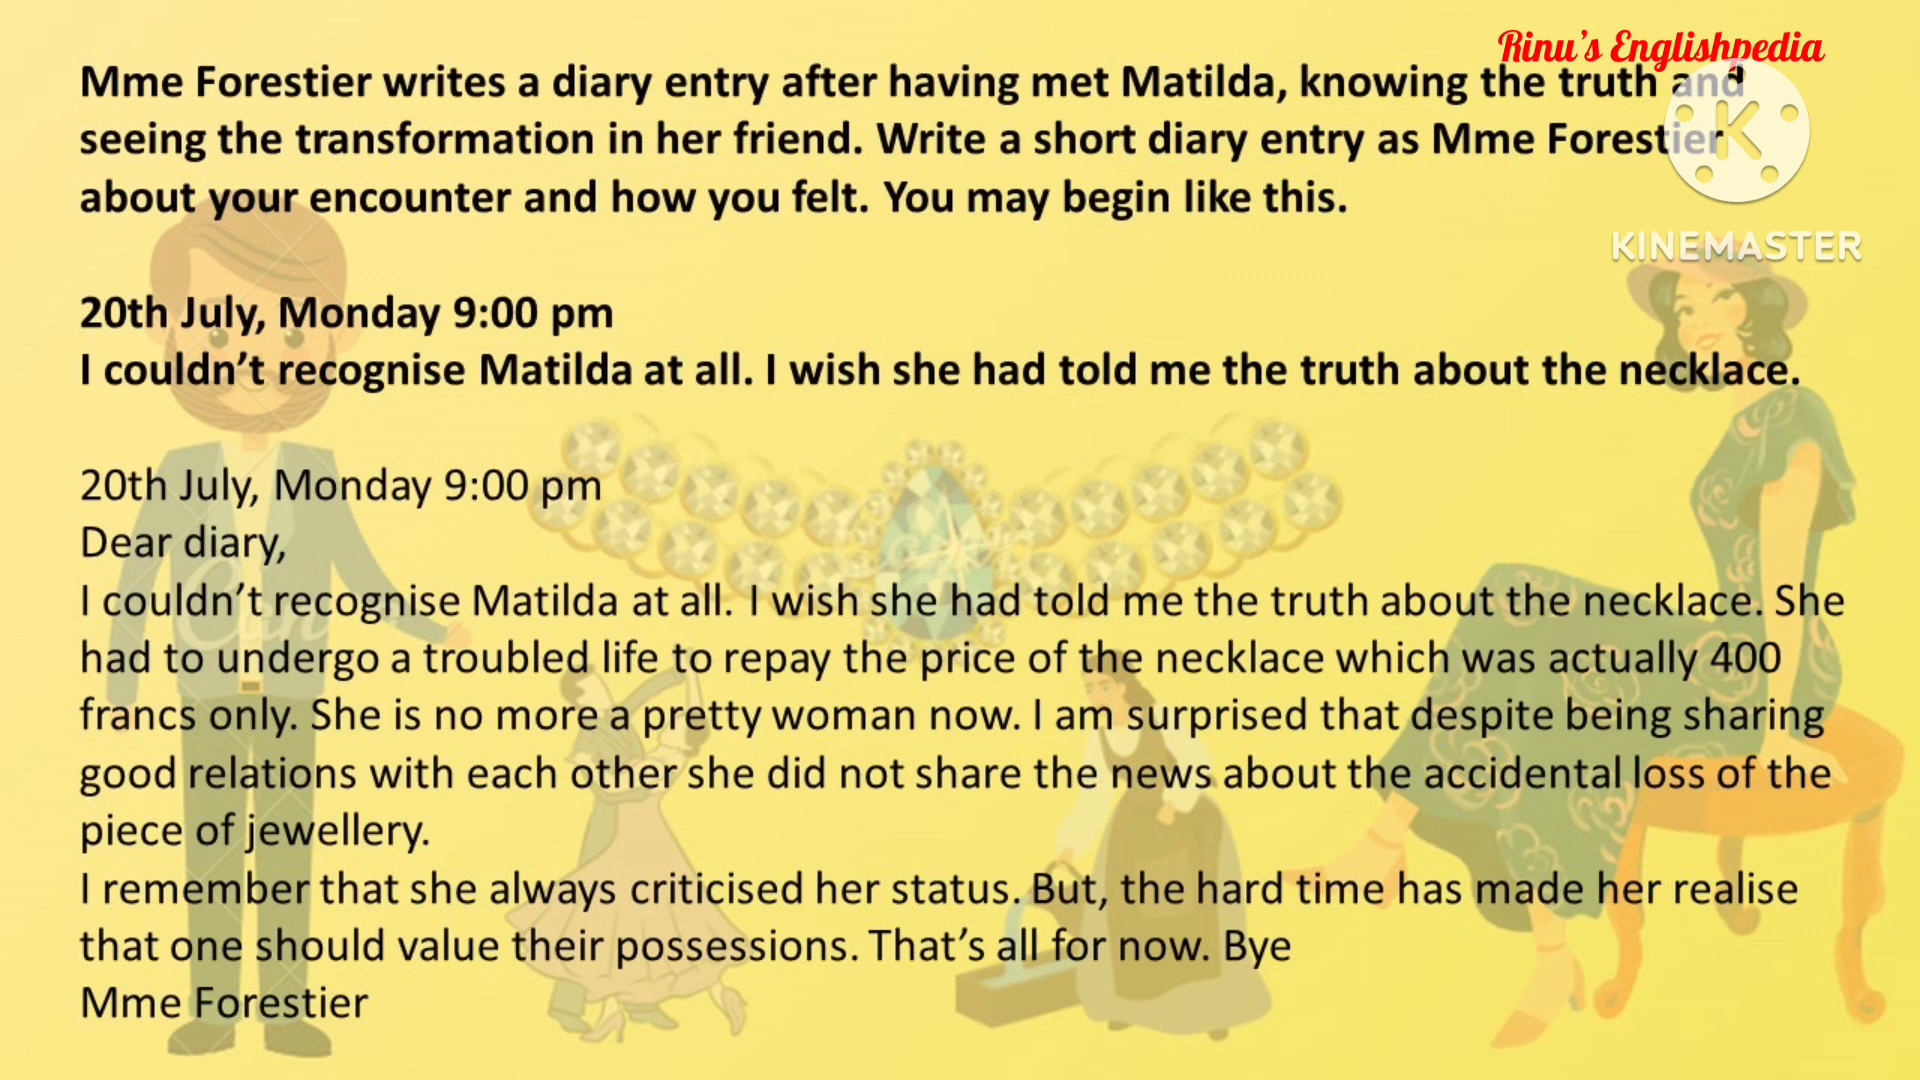 Rinu's Englishpedia
Mme Forestier writes a diary entry after having met Matilda, knowing the truth and
seeing the transformation in her friend. Write a short diary entry as Mme Forestier
about your encounter and how you felt. You may begin like this.
KINEMASTER
20th July, Monday 9:00 pm
I couldn't recognise Matilda at all. I wish she had told me the truth about the necklace.
20th July, Monday 9:00 pm
Dear diary,
I couldn't recognise Matilda at all. I wish she had told me the truth about the necklace. She
had to undergo a troubled life to repay the price of the necklace which was actually 400
francs only. She is no more a pretty woman now. I am surprised that despite being sharing
good relations with each other she did not share the news about the accidental loss of the
piece of jewellery.
I remember that she always criticised her status. But, the hard time has made her realise
that one should value their possessions. That's all for now. Bye
Mme Forestier